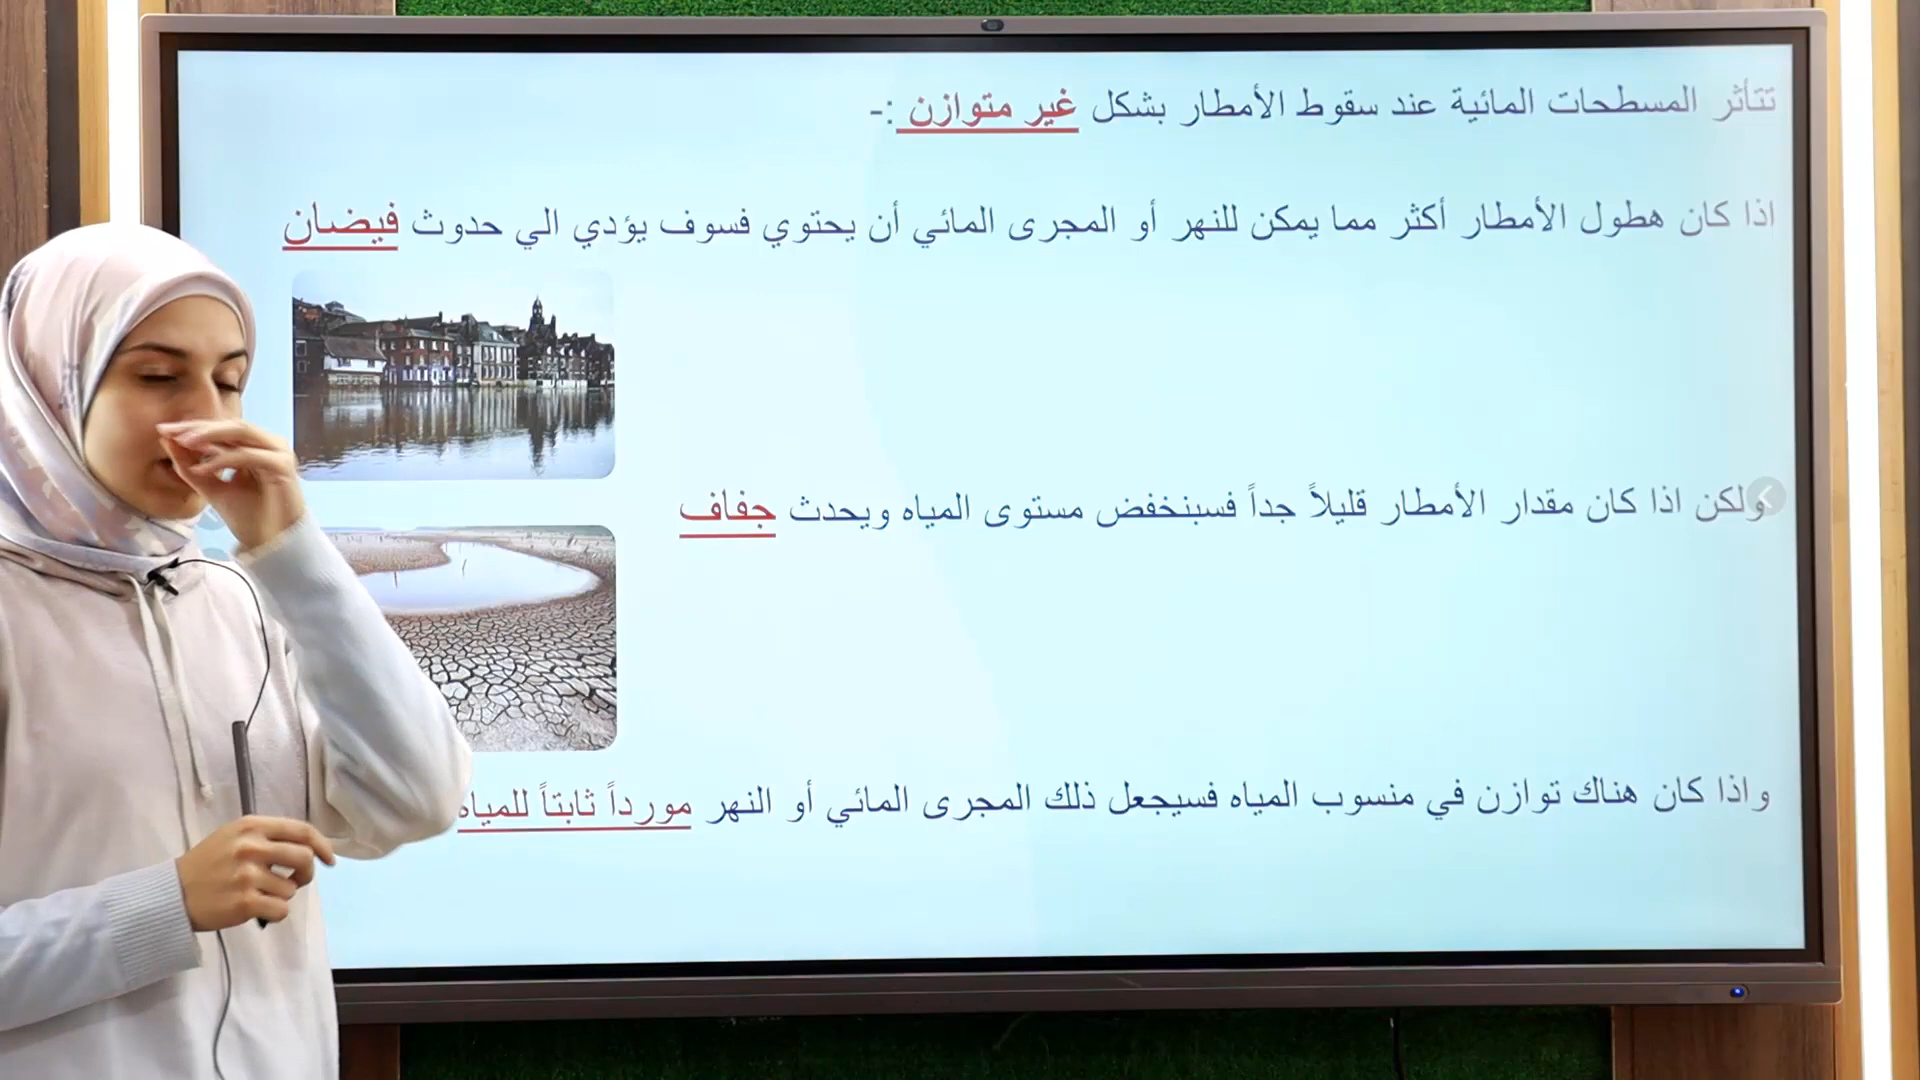 تتأثر المسطحات المائية عند سقوط الأمطار بشكل غير متوازن :-
اذا كان هطول الأمطار أكثر مما يمكن للنهر أو المجرى المائي أن يحتوي فسوف يؤدي الي حدوث فيضان
ولكن اذا كان مقدار الأمطار قليلاً جداً فسبنخفض مستوى المياه ويحدث جفاف
واذا كان هناك توازن في منسوب المياه فسيجعل ذلك المجرى المائي أو النهر مورداً ثابتاً للمياه